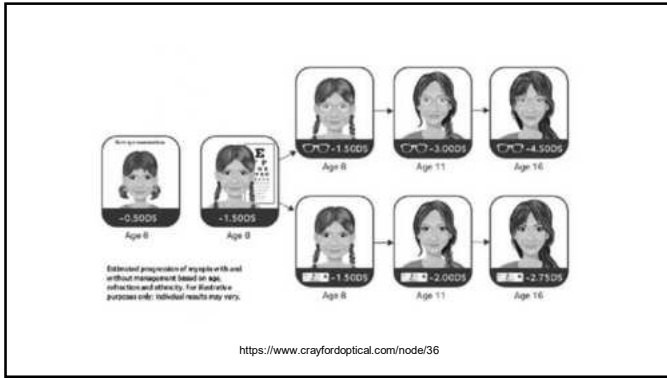 -1.50DS
-3.00DS
-4.50DS
Age 8
Age 11
Age 16
E
-0.50DS
-1.50DS
Age 6
Age 8
-1.50DS
-2.00DS
-2.75DS
Age 8
Age 11
Age 16
Estimated progression of myopia with and
without management based on age,
refraction and ethnicity. For illustrative
purposes only: individual results may vary.
https://www.crayfordoptical.com/node/36